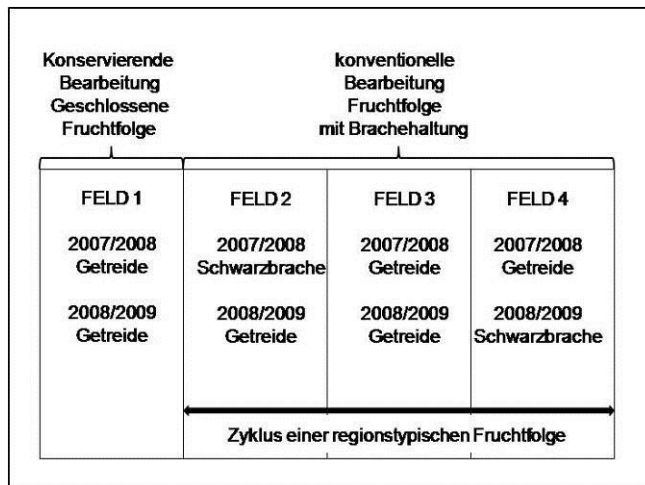 Konservierende
Bearbeitung
Geschlossene
Fruchtfolge
konventionelle
Bearbeitung
Fruchtfolge
mit Brachehaltung
FELD 1
2007/2008
Getreide
2008/2009
Getreide
FELD 2
2007/2008
Schwarzbrache
2008/2009
Getreide
FELD 3
2007/2008
Getreide
2008/2009
Getreide
FELD 4
2007/2008
Getreide
2008/2009
Schwarzbrache
Zyklus einer regionstypischen Fruchtfolge